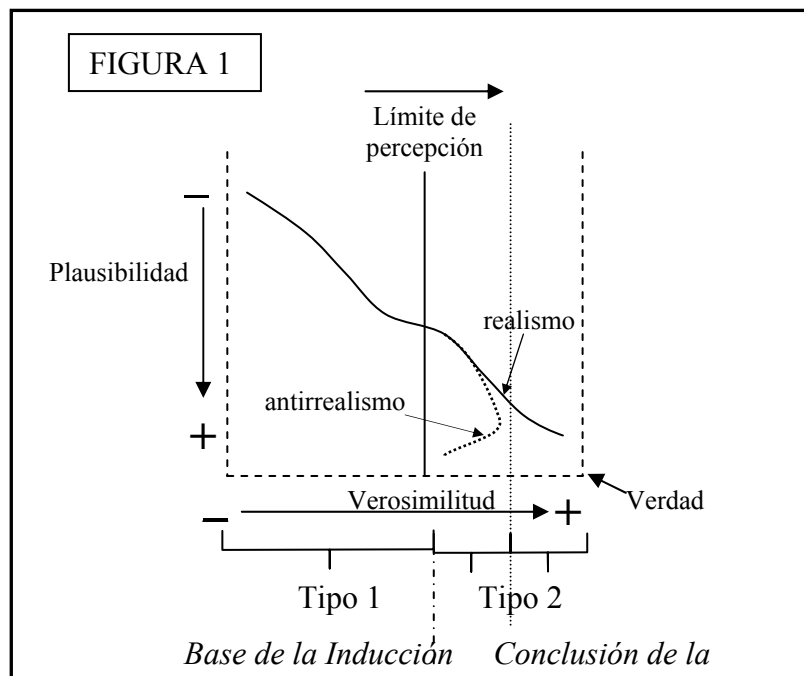 FIGURA 1
Límite de
percepción
−
Plausibilidad
realismo
antirrealismo
+
Verosimilitud
Verdad
− +
Tipo 1 Tipo 2
Base de la Inducción Conclusión de la